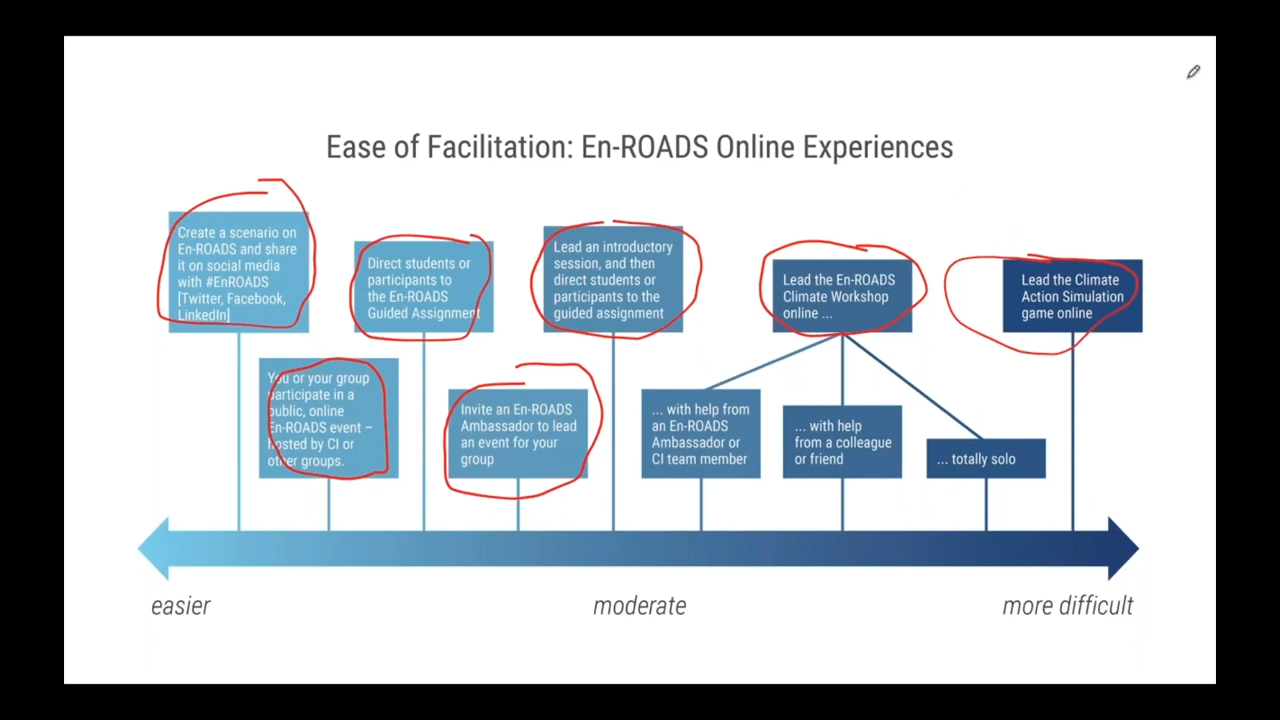 Ease of Facilitation: En-ROADS Online Experiences
Create a scenario on
En-ROADS and share
it on social media
with #EnROADS
[Twitter, Facebook,
LinkedIn]
You or your group
participate in a
public, online
En-ROADS event –
hosted by CI or
other groups.
Direct students or
participants to
the En-ROADS
Guided Assignment
Invite an En-ROADS
Ambassador to lead
an event for your
group
Lead an introductory
session, and then
direct students or
participants to the
guided assignment
Lead the En-ROADS
Climate Workshop
online ...
... with help from
an En-ROADS
Ambassador or
CI team member
... with help
from a colleague
or friend
... totally solo
Lead the Climate
Action Simulation
game online
easier
moderate
more difficult